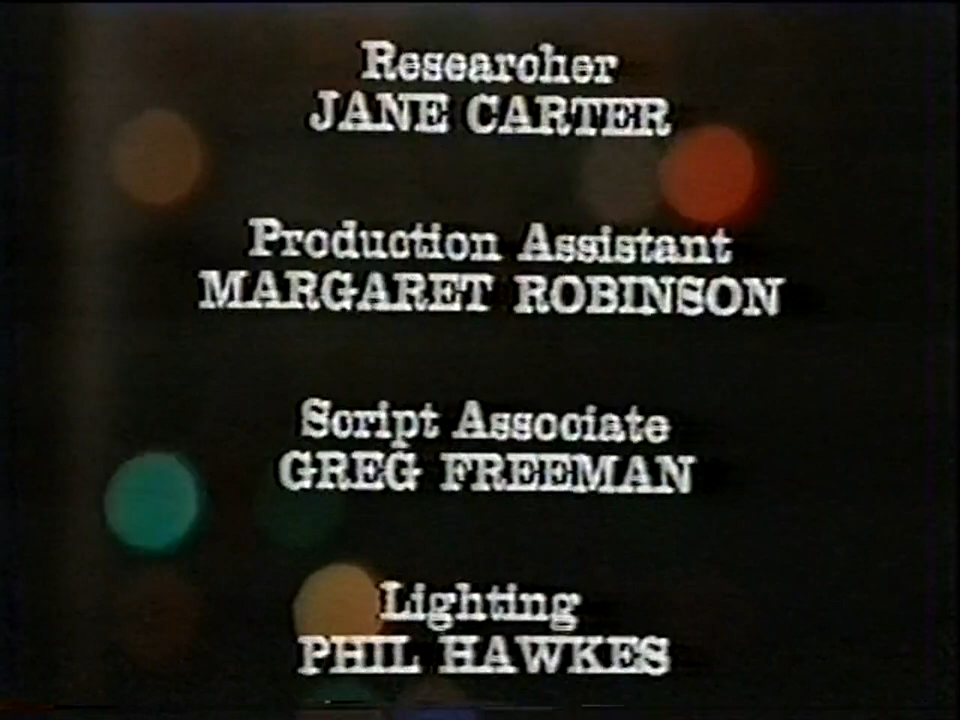 Researcher
JANE CARTER
Production Assistant
MARGARET ROBINSON
Script Associate
GREG FREEMAN
Lighting
PHIL HAWKES